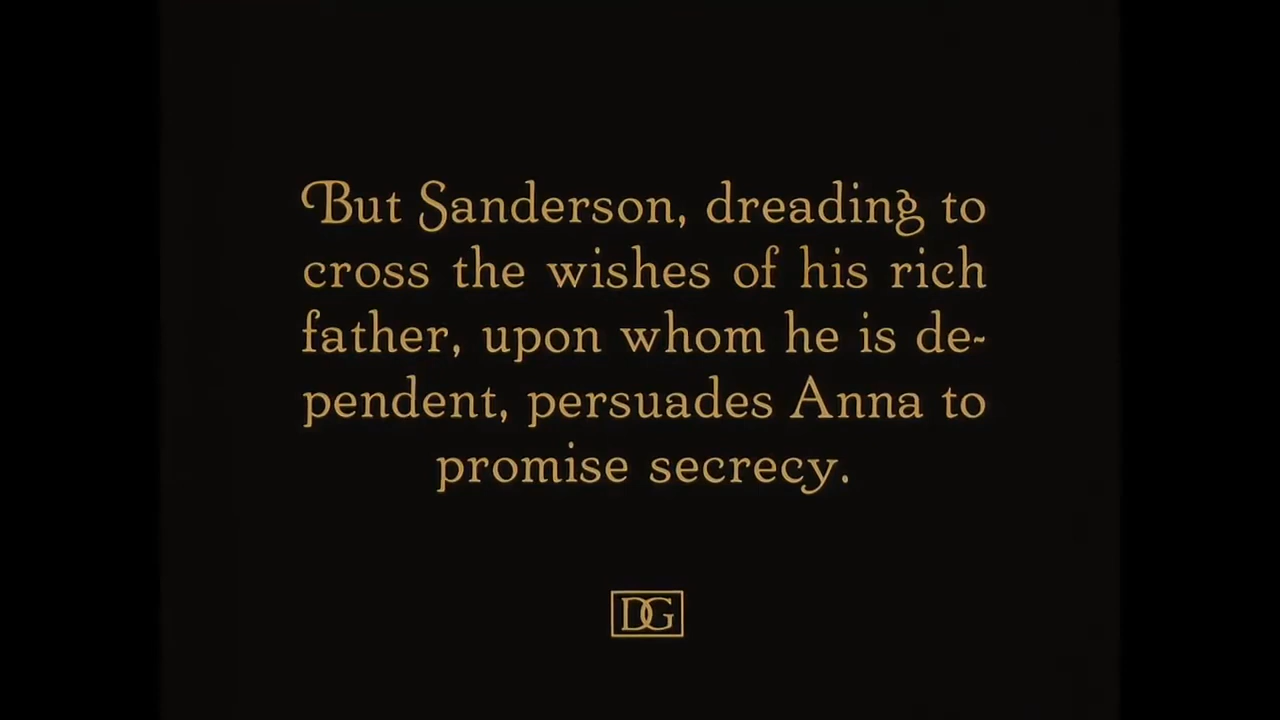 But Sanderson, dreading to
cross the wishes of his rich
father, upon whom he is de-
pendent, persuades Anna to
promise secrecy.
DG